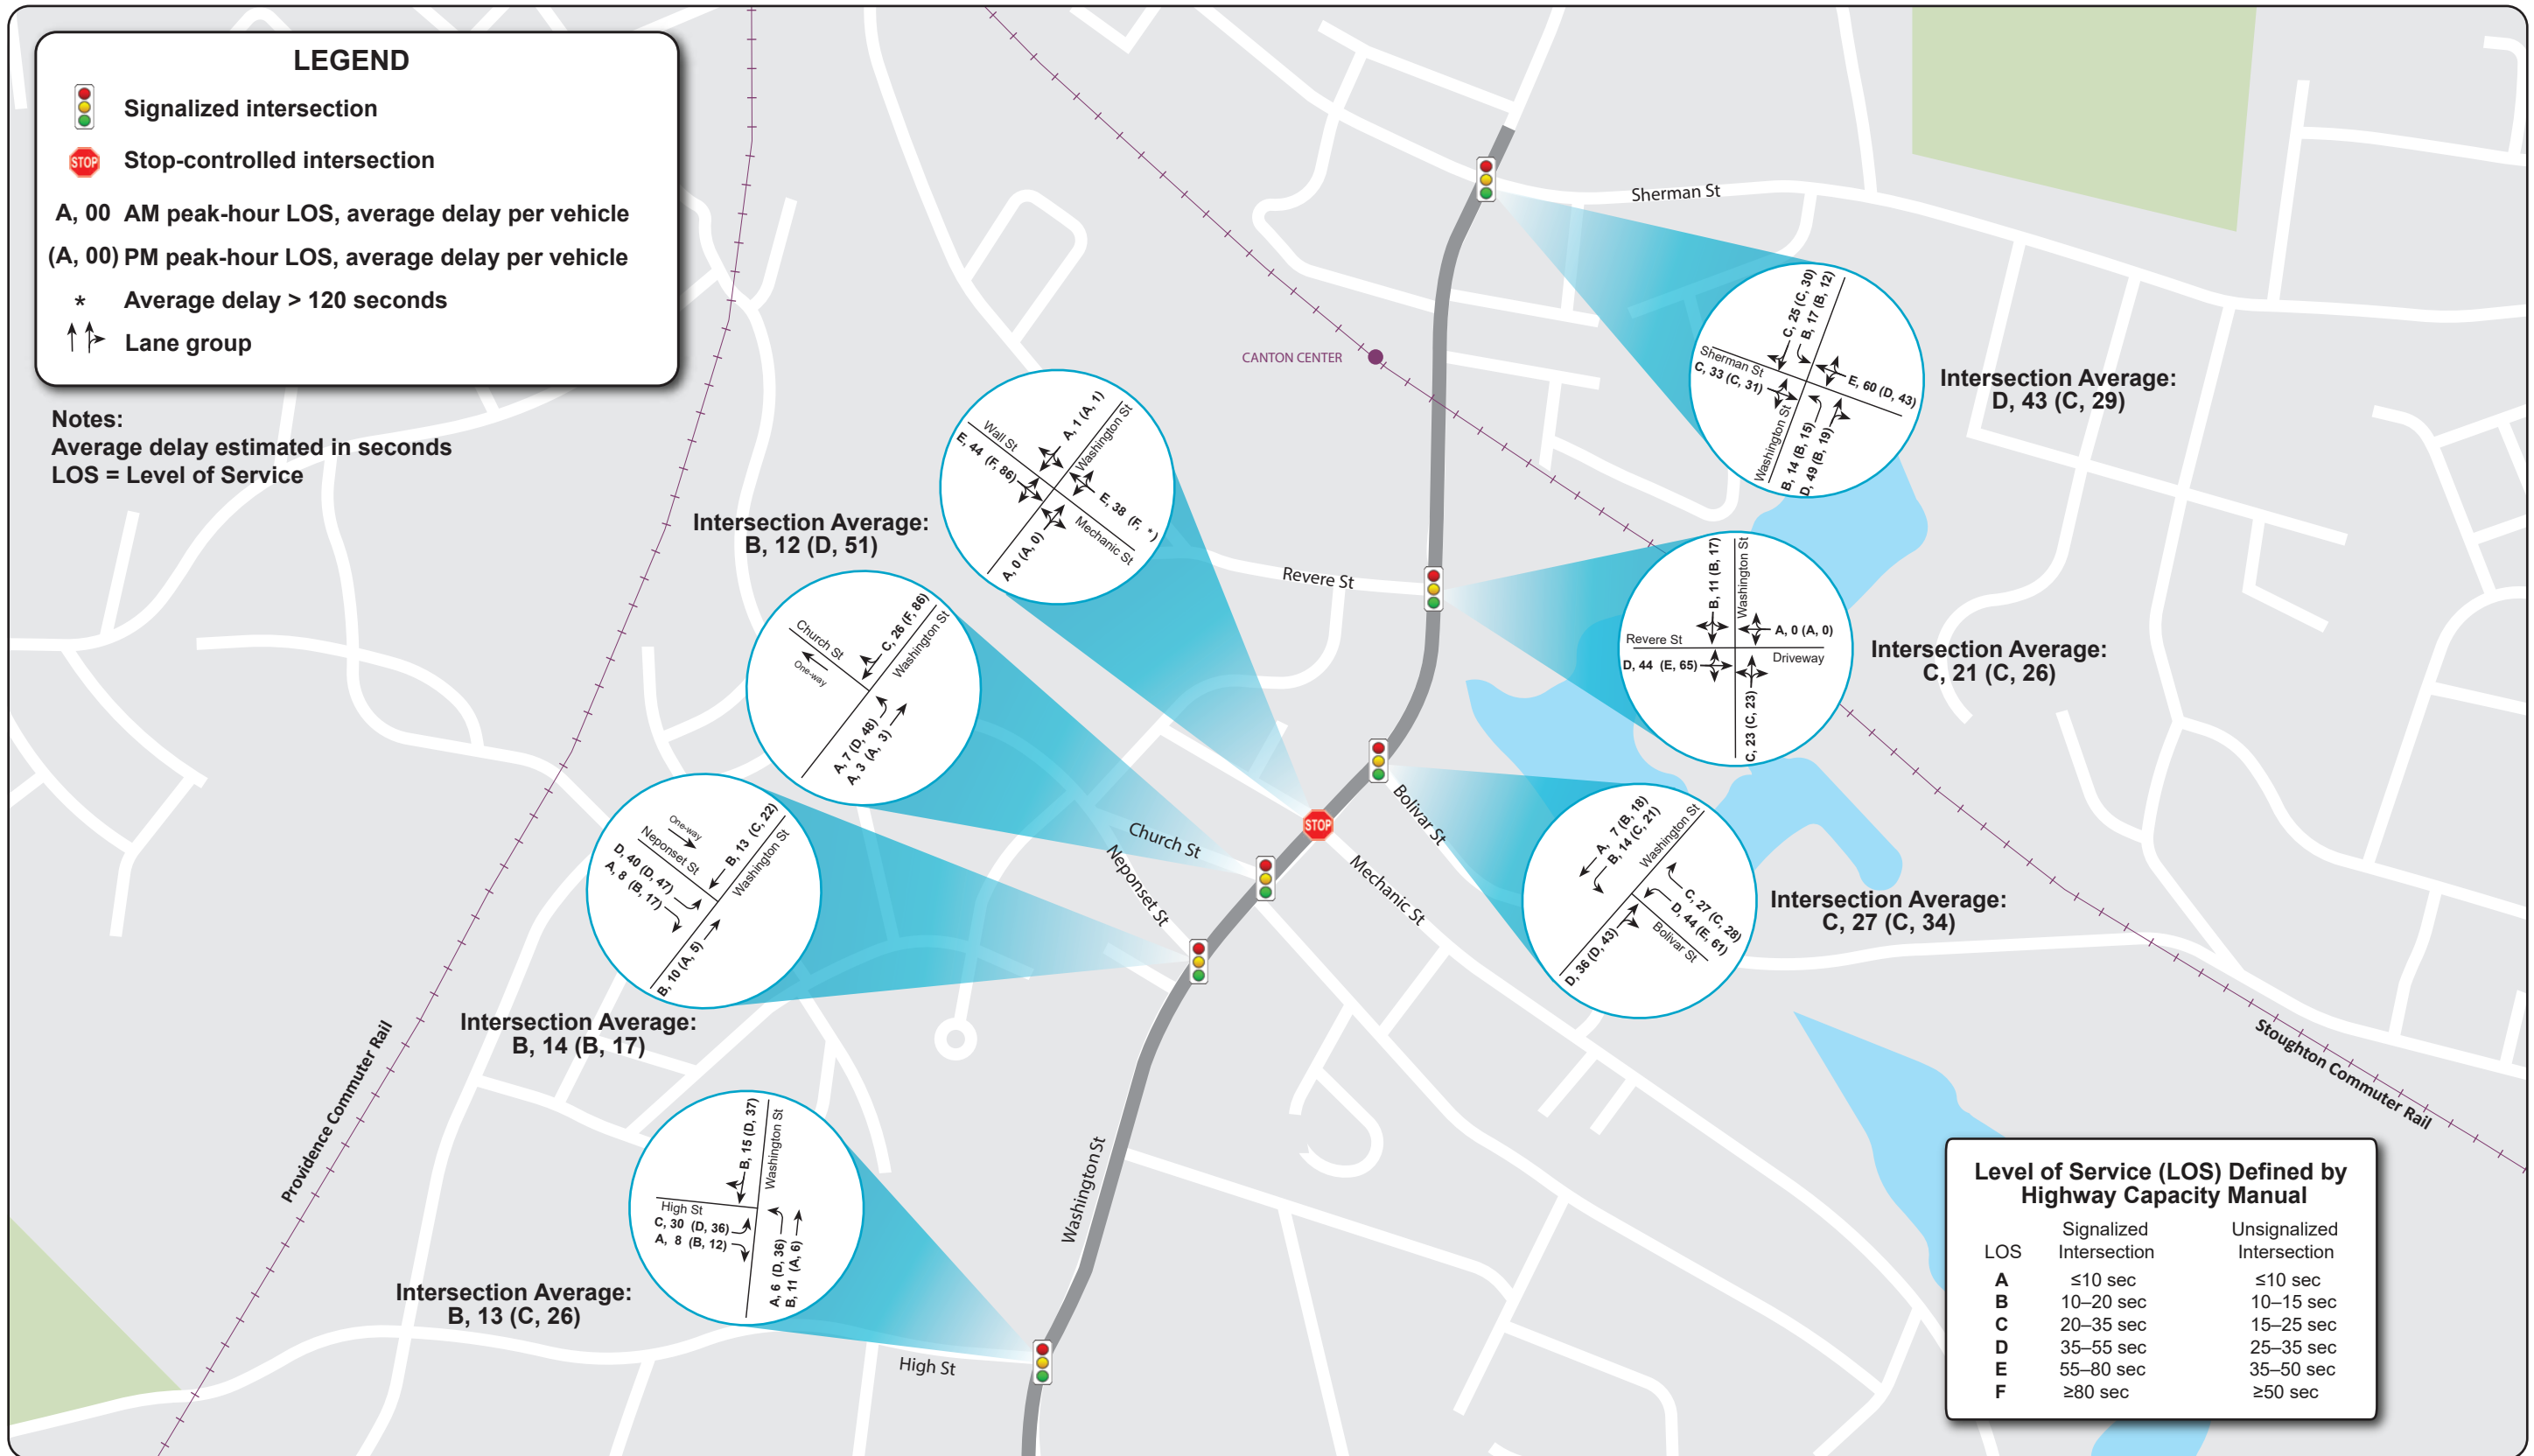 LEGEND
Signalized intersection
STOP
Stop-controlled intersection
A, 00 AM peak-hour LOS, average delay per vehicle
(A, 00) PM peak-hour LOS, average delay per vehicle
* Average delay > 120 seconds
Lane group
Notes:
Average delay estimated in seconds
LOS = Level of Service
Sherman St
CANTON CENTER
C, 25 (C, 30)
B, 17 (B, 12)
Sherman St
C, 33 (C, 31)
E, 60 (D, 43)
Washington St
B, 14 (B, 15)
D, 49 (B, 19)
Intersection Average:
D, 43 (C, 29)
A, 1 (A, 1)
Washington St
Wall St
E, 44 (F, 86)
E, 38 (F, *)
Mechanic St
A, 0 (A, 0)
Intersection Average:
B, 12 (D, 51)
C, 26 (F, 86)
Washington St
Church St
One-way
A, 7 (D, 48)
A, 3 (A, 3)
Revere St
B, 11 (B, 17)
Washington St
A, 0 (A, 0)
Revere St
Driveway
D, 44 (E, 65)
C, 23 (C, 23)
Intersection Average:
C, 21 (C, 26)
STOP
Bolivar St
Church St
Neponset St
Mechanic St
A, 7 (B, 18)
B, 14 (C, 21)
Washington St
C, 27 (C, 28)
D, 44 (E, 61)
Bolivar St
D, 36 (D, 43)
Intersection Average:
C, 27 (C, 34)
One-way
Neponset St
D, 40 (D, 47)
A, 8 (B, 17)
B, 13 (C, 22)
Washington St
B, 10 (A, 5)
Intersection Average:
B, 14 (B, 17)
Providence Commuter Rail
Stoughton Commuter Rail
Washington St
B, 15 (D, 37)
Washington St
High St
C, 30 (D, 36)
A, 8 (B, 12)
A, 6 (D, 36)
B, 11 (A, 6)
Intersection Average:
B, 13 (C, 26)
High St
Level of Service (LOS) Defined by
Highway Capacity Manual
LOS Signalized Intersection Unsignalized Intersection
A ≤10 sec ≤10 sec
B 10–20 sec 10–15 sec
C 20–35 sec 15–25 sec
D 35–55 sec 25–35 sec
E 55–80 sec 35–50 sec
F ≥80 sec ≥50 sec